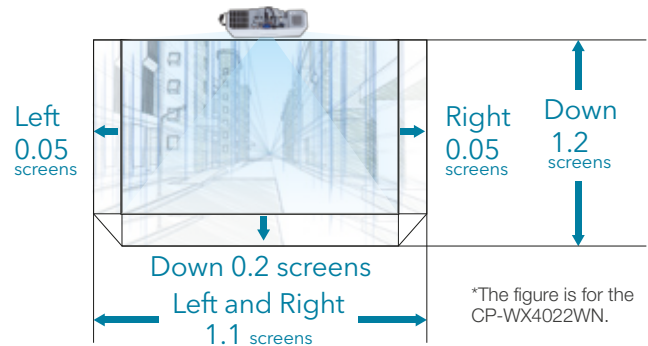 Left
0.05
screens
Right
0.05
screens
Down
1.2
screens
Down 0.2 screens
Left and Right
1.1 screens
*The figure is for the
CP-WX4022WN.